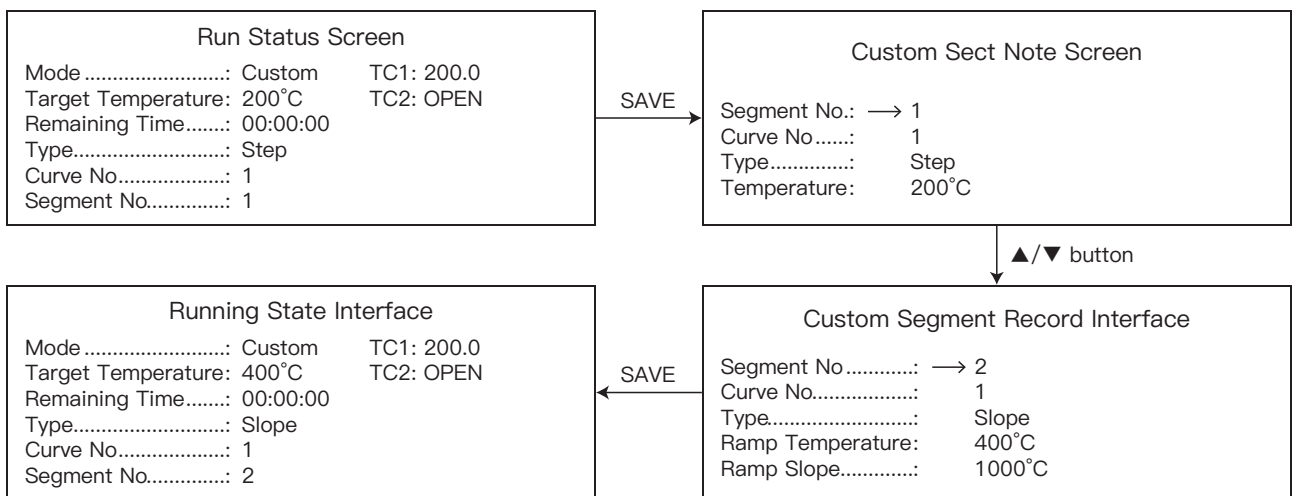 Run Status Screen
Mode .........................: Custom TC1: 200.0
Target Temperature: 200°C TC2: OPEN
Remaining Time.......: 00:00:00
Type...........................: Step
Curve No...................: 1
Segment No..............: 1
SAVE
Custom Sect Note Screen
Segment No.: → 1
Curve No......: 1
Type..............: Step
Temperature: 200°C
▲/▼ button
Custom Segment Record Interface
Segment No............: → 2
Curve No..................: 1
Type..........................: Slope
Ramp Temperature: 400°C
Ramp Slope.............: 1000°C
SAVE
Running State Interface
Mode .........................: Custom TC1: 200.0
Target Temperature: 400°C TC2: OPEN
Remaining Time.......: 00:00:00
Type...........................: Slope
Curve No...................: 1
Segment No..............: 2